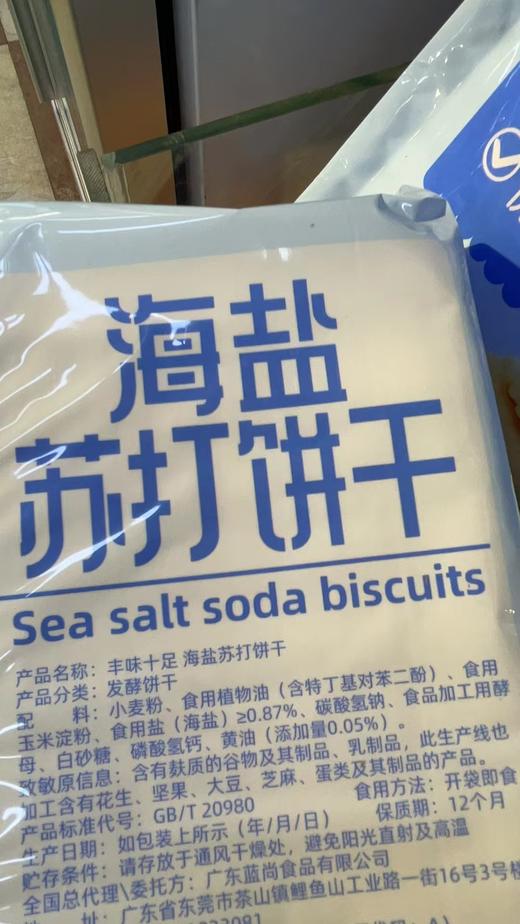 海盐
苏打饼干
Sea salt soda biscuits
产品名称：丰味十足 海盐苏打饼干
产品分类：发酵饼干
配 料：小麦粉、食用植物油（含特丁基对苯二酚）、食用
玉米淀粉、食用盐（海盐）≥0.87%、碳酸氢钠、食品加工用酵
母、白砂糖、磷酸氢钙、黄油（添加量0.05%）。
致敏原信息：含有麸质的谷物及其制品、乳制品，此生产线也
加工含有花生、坚果、大豆、芝麻、蛋类及其制品的产品。
产品标准代号：GB/T 20980 食用方法：开袋即食
生产日期：如包装上所示（年/月/日） 保质期：12个月
贮存条件：请存放于通风干燥处，避免阳光直射及高温
全国总代理\委托方：广东蓝尚食品有限公司
址：广东省东莞市茶山镇鲤鱼山工业路一街16号3号楼